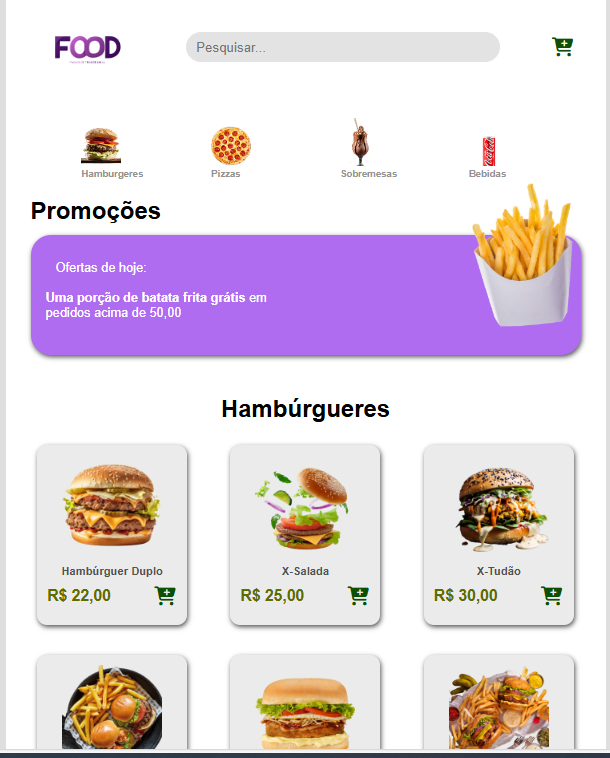 FOOD
Pesquisar...
Hamburgeres
Pizzas
Sobremesas
Bebidas
Promoções
Ofertas de hoje:
Uma porção de batata frita grátis em
pedidos acima de 50,00
Hambúrgueres
Hambúrguer Duplo
X-Salada
X-Tudão
R$ 22,00
R$ 25,00
R$ 30,00